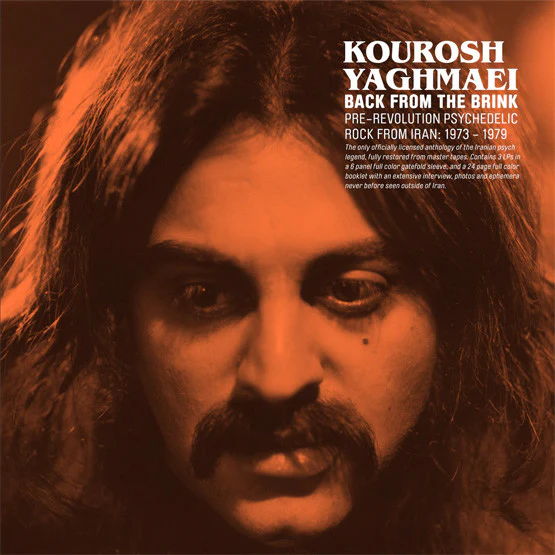 KOUROSH
YAGHMAEI
BACK FROM THE BRINK
PRE–REVOLUTION PSYCHEDELIC
ROCK FROM IRAN: 1973 – 1979
The only officially licensed anthology of the Iranian psych
legend, fully restored from master tapes. Contains 3 LPs in
a 6 panel full color gatefold sleeve, and a 24 page full color
booklet with an extensive interview, photos and ephemera
never before seen outside of Iran.